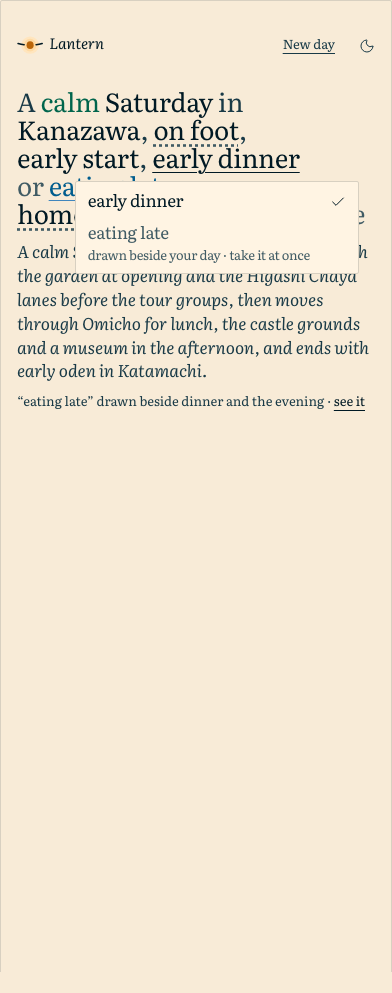 Lantern
New day
A calm Saturday in
Kanazawa, on foot,
early start, early dinner
or
early dinner
eating late
drawn beside your day · take it at once
A calm
the garden at opening and the Higashi Chaya
lanes before the tour groups, then moves
through Omicho for lunch, the castle grounds
and a museum in the afternoon, and ends with
early oden in Katamachi.
“eating late” drawn beside dinner and the evening · see it